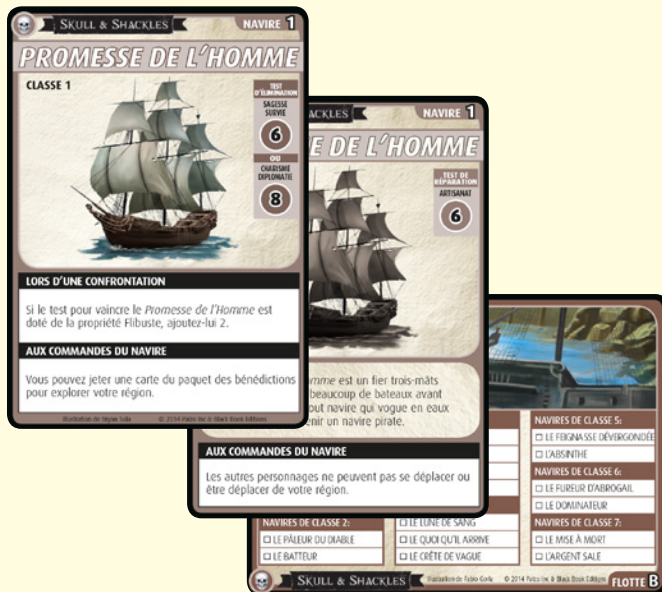 SKULL & SHACKLES
NAVIRE 1
PROMESSE DE L'HOMME
CLASSE 1
TEST
D'ÉLIMINATION
SAGESSE
SURVIE
6
OU
CHARISME
DIPLOMATIE
8
LORS D'UNE CONFRONTATION
Si le test pour vaincre le Promesse de l'Homme est
doté de la propriété Flibuste, ajoutez-lui 2.
AUX COMMANDES DU NAVIRE
Vous pouvez jeter une carte du paquet des bénédictions
pour explorer votre région.
© 2014 Paizo Inc & Black Book Editions
NAVIRE 1
E DE L'HOMME
TEST DE
RÉPARATION
ARTISANAT
6
est un fier trois-mâts
beaucoup de bateaux avant
out navire qui vogue en eaux
enir un navire pirate.
AUX COMMANDES DU NAVIRE
Les autres personnages ne peuvent pas se déplacer ou
être déplacer de votre région.
NAVIRES DE CLASSE 5:
LE FEIGNASSE DÉVERGONDÉE
L'ABSINTHE
NAVIRES DE CLASSE 6:
LE FUREUR D'ABROGAIL
LE DOMINATEUR
NAVIRES DE CLASSE 2:
LE PÂLEUR DU DIABLE
LE BATTEUR
LE LUNE DE SANG
LE QUOI QU'IL ARRIVE
LE CRÊTE DE VAGUE
NAVIRES DE CLASSE 7:
LE MISE À MORT
L'ARGENT SALE
SKULL & SHACKLES
© 2014 Paizo Inc & Black Book Editions
FLOTTE B